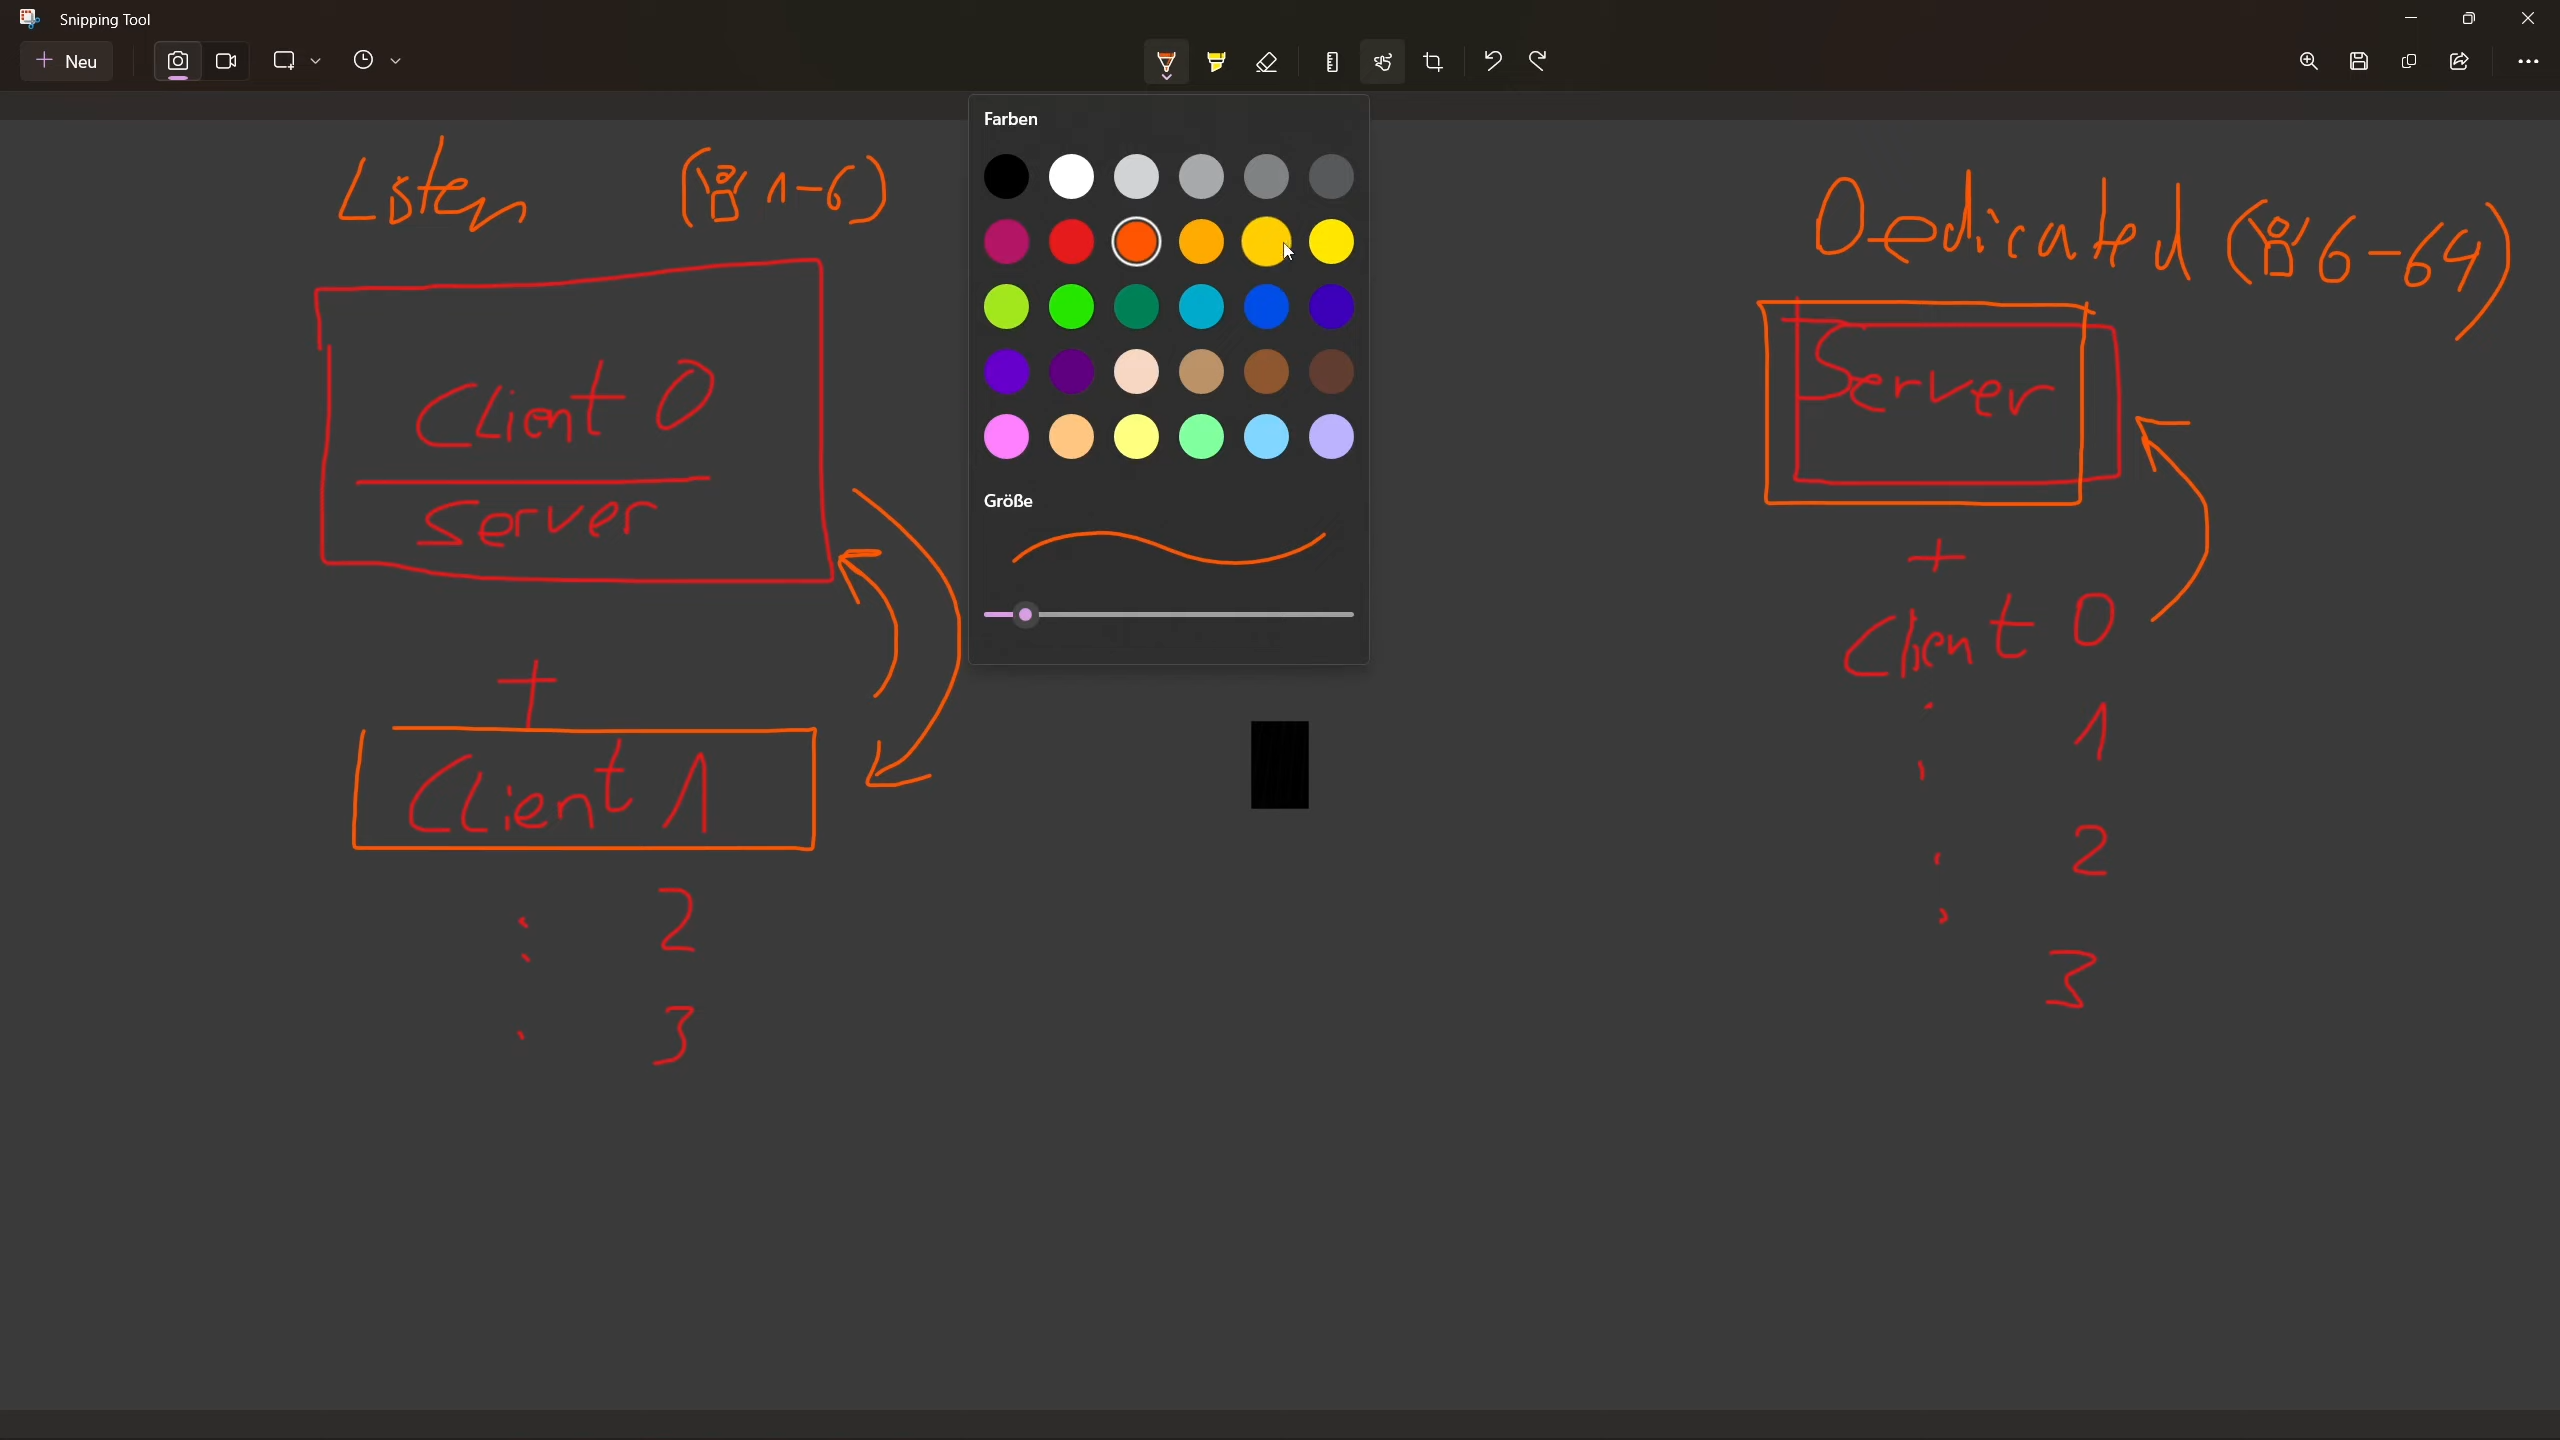 Snipping Tool
Neu
Farben
Größe
Listen (1-6)
Client 0
Server
+
Client 1
: 2
. 3
Dedicated (6-64)
Server
+
Client 0
1
2
3